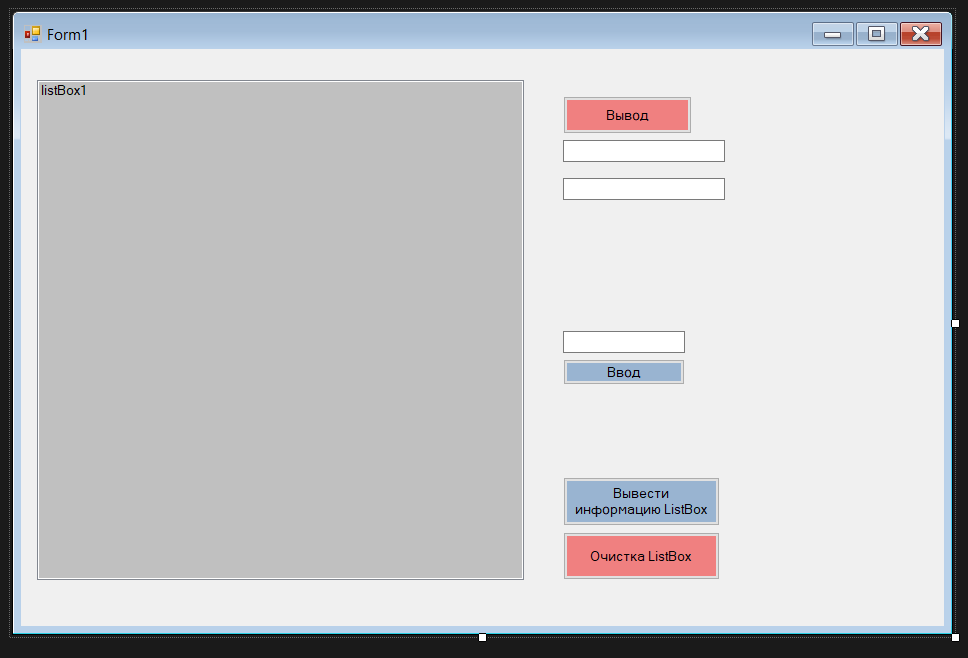 Form1
listBox1
Вывод
Ввод
Вывести
информацию ListBox
Очистка ListBox